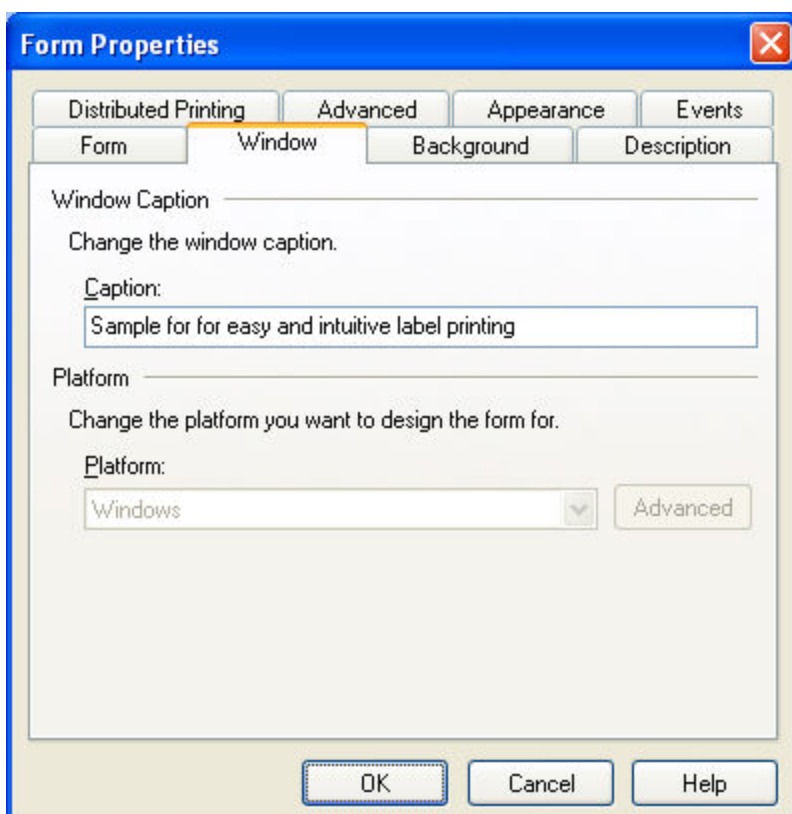 Form Properties
Distributed Printing Advanced Appearance Events
Form Window Background Description
Window Caption
Change the window caption.
Caption:
Sample for for easy and intuitive label printing
Platform
Change the platform you want to design the form for.
Platform:
Windows Advanced
OK Cancel Help